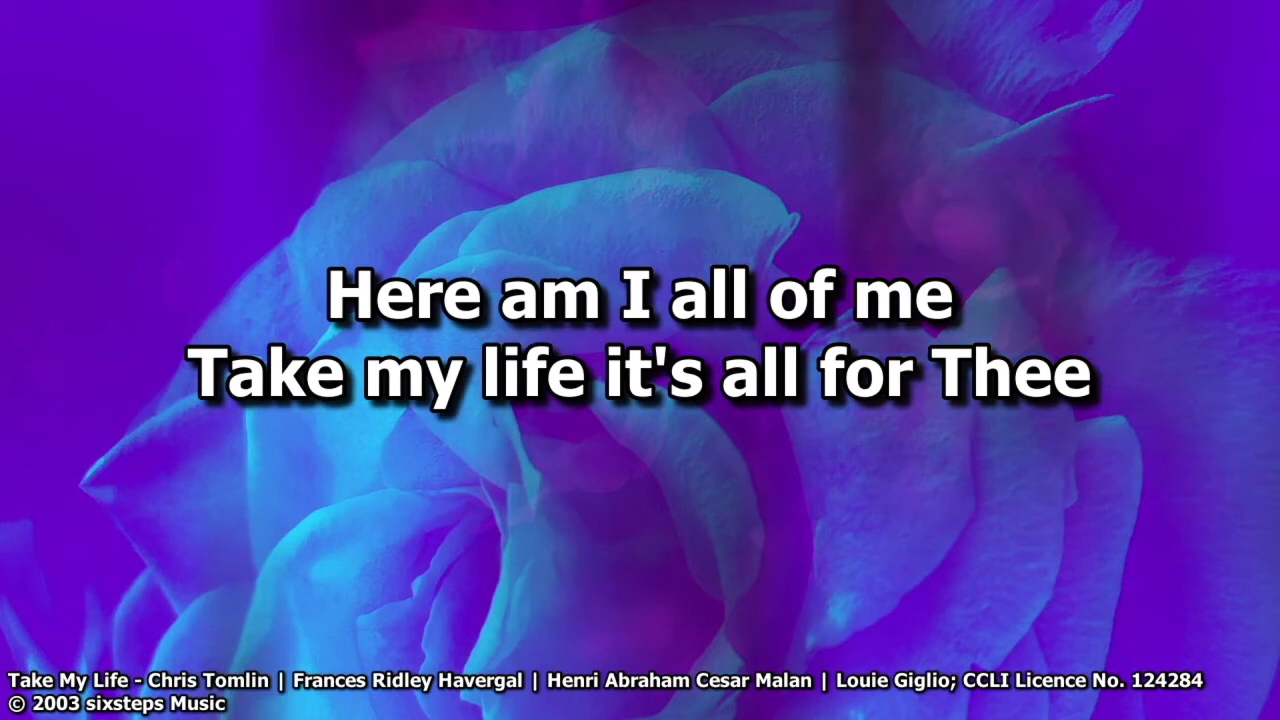 Here am I all of me
Take my life it's all for Thee
Take My Life - Chris Tomlin | Frances Ridley Havergal | Henri Abraham Cesar Malan | Louie Giglio; CCLI Licence No. 124284
© 2003 sixsteps Music